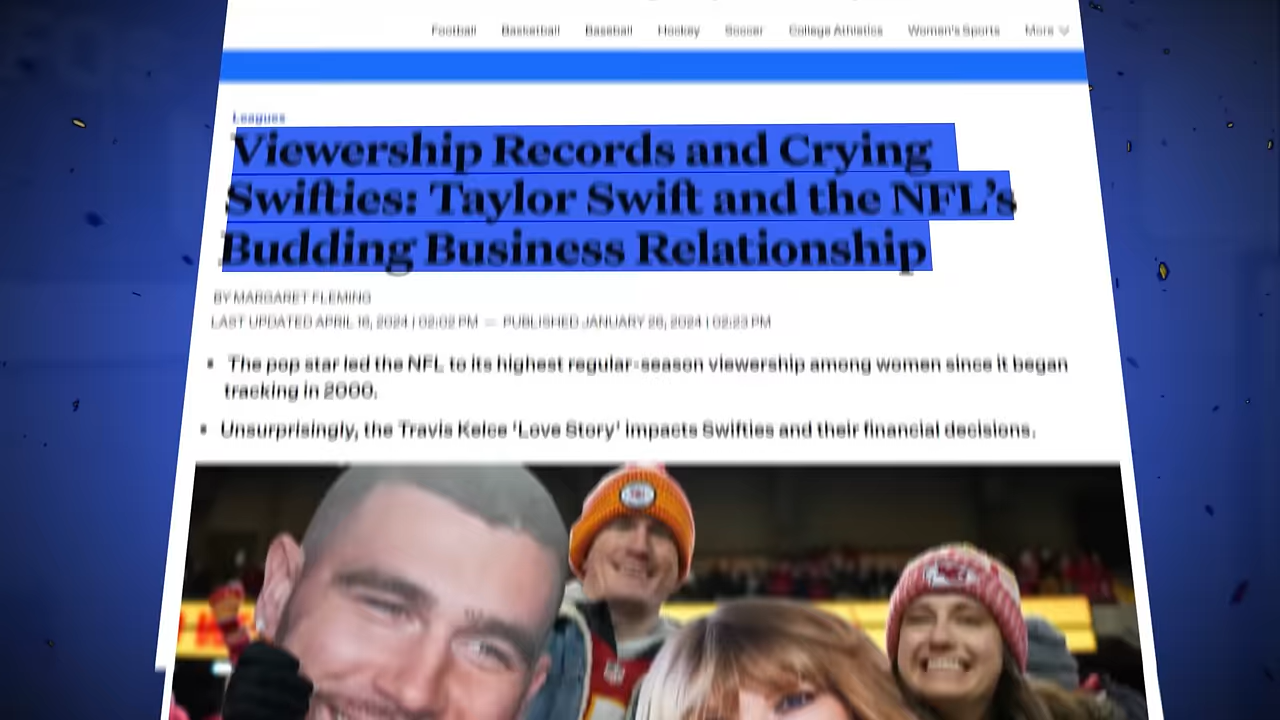 Football Basketball Baseball Hockey Soccer College Athletics Women's Sports More
Leagues
Viewership Records and Crying
Swifties: Taylor Swift and the NFL's
Budding Business Relationship
BY MARGARET FLEMING
LAST UPDATED APRIL 16, 2024 | 02:02 PM — PUBLISHED JANUARY 26, 2024 | 02:23 PM
• The pop star led the NFL to its highest regular-season viewership among women since it began
tracking in 2000.
• Unsurprisingly, the Travis Kelce ‘Love Story’ impacts Swifties and their financial decisions.